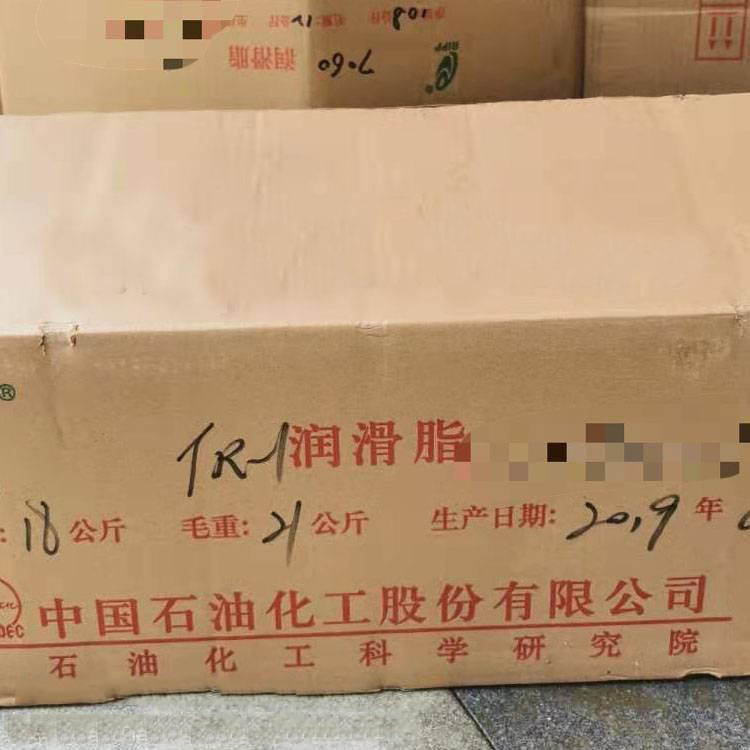 润滑脂 7060
RIPP
®
TR-1润滑脂
: 18公斤 毛重: 21公斤 生产日期: 2019年
中国石油化工股份有限公司
石油化工科学研究院